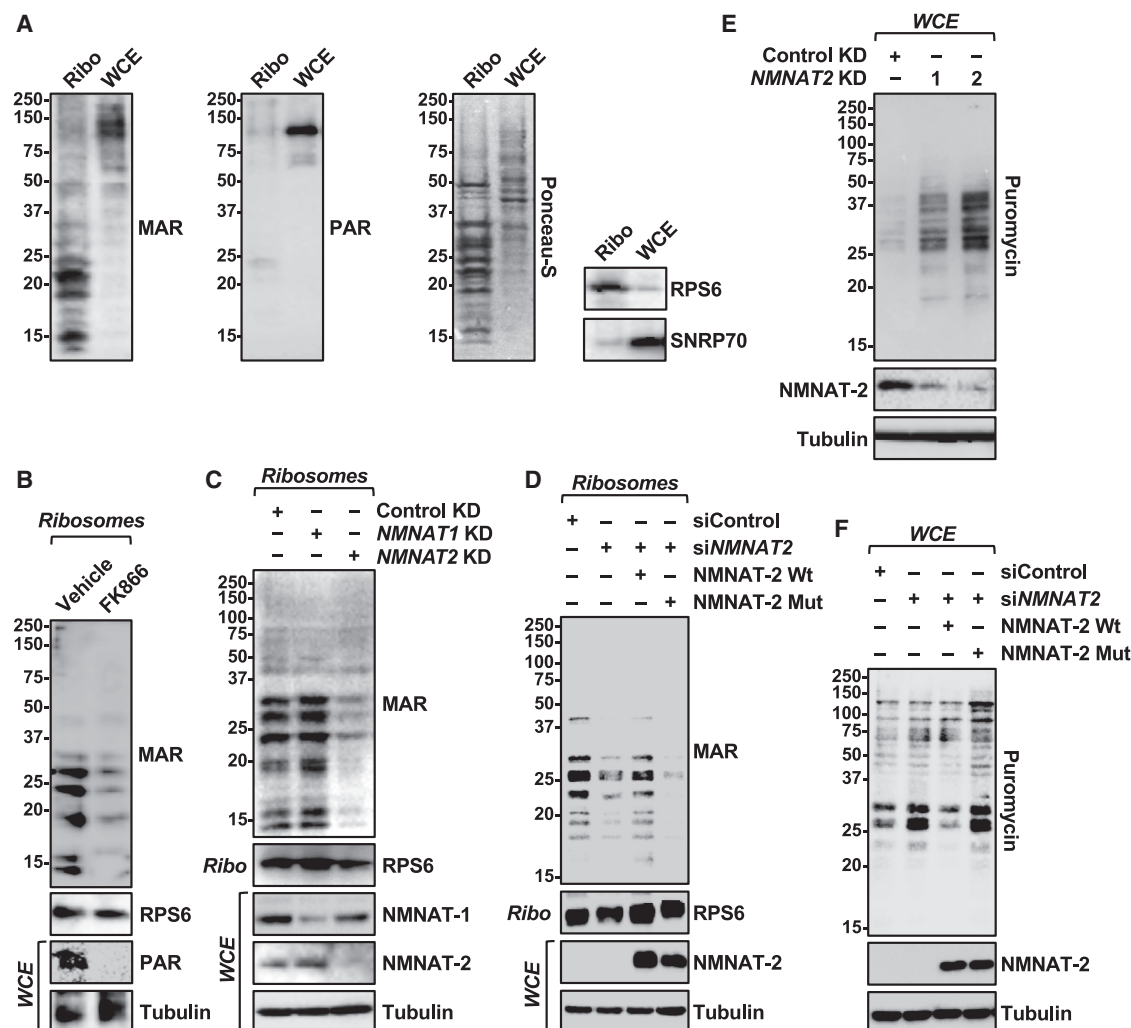 A
Ribo WCE
250
150
75
50
37
25
20
15
MAR
Ribo WCE
250
150
75
50
37
25
20
15
PAR
Ribo WCE
250
150
75
50
37
25
20
15
Ponceau-S
Ribo WCE
RPS6
SNRP70
B
Ribosomes
Vehicle FK866
250
150
75
50
37
25
20
15
MAR
RPS6
WCE
PAR
Tubulin
C
Ribosomes
+ – – Control KD
– + – NMNAT1 KD
– – + NMNAT2 KD
250
150
100
75
50
37
25
20
15
MAR
Ribo RPS6
WCE
NMNAT-1
NMNAT-2
Tubulin
D
Ribosomes
+ – – – siControl
– + + + siNMNAT2
– – + – NMNAT-2 Wt
– – – + NMNAT-2 Mut
250
150
100
75
50
37
25
20
15
MAR
Ribo RPS6
WCE
NMNAT-2
Tubulin
E
WCE
Control KD + – –
NMNAT2 KD – 1 2
250
150
100
75
50
37
25
20
15
Puromycin
NMNAT-2
Tubulin
F
WCE
+ – – – siControl
– + + + siNMNAT2
– – + – NMNAT-2 Wt
– – – + NMNAT-2 Mut
250
150
100
75
50
37
25
20
15
Puromycin
NMNAT-2
Tubulin